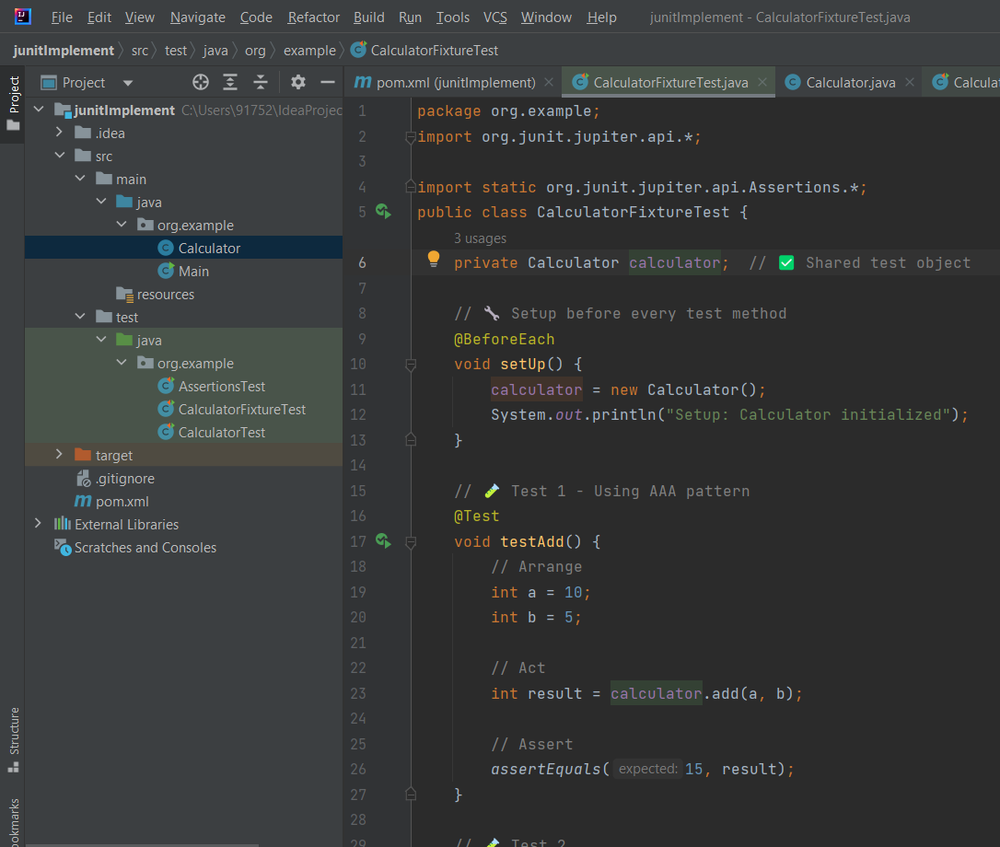 File Edit View Navigate Code Refactor Build Run Tools VCS Window Help junitImplement - CalculatorFixtureTest.java
junitImplement src test java org example CalculatorFixtureTest
Project
pom.xml (junitImplement) CalculatorFixtureTest.java Calculator.java Calculat
Project
junitImplement C:\Users\91752\IdeaProjec
.idea
src
main
java
org.example
Calculator
Main
resources
test
java
org.example
AssertionsTest
CalculatorFixtureTest
CalculatorTest
target
.gitignore
pom.xml
External Libraries
Scratches and Consoles
Structure
ookmarks
1 package org.example;
2 import org.junit.jupiter.api.*;
3
4 import static org.junit.jupiter.api.Assertions.*;
5 public class CalculatorFixtureTest {
3 usages
6 private Calculator calculator; // ✅ Shared test object
7
8 // 🔧 Setup before every test method
9 @BeforeEach
10 void setUp() {
11 calculator = new Calculator();
12 System.out.println("Setup: Calculator initialized");
13 }
14
15 // 🧪 Test 1 - Using AAA pattern
16 @Test
17 void testAdd() {
18 // Arrange
19 int a = 10;
20 int b = 5;
21
22 // Act
23 int result = calculator.add(a, b);
24
25 // Assert
26 assertEquals( expected: 15, result);
27 }
28
29 // 🧪 Test 2